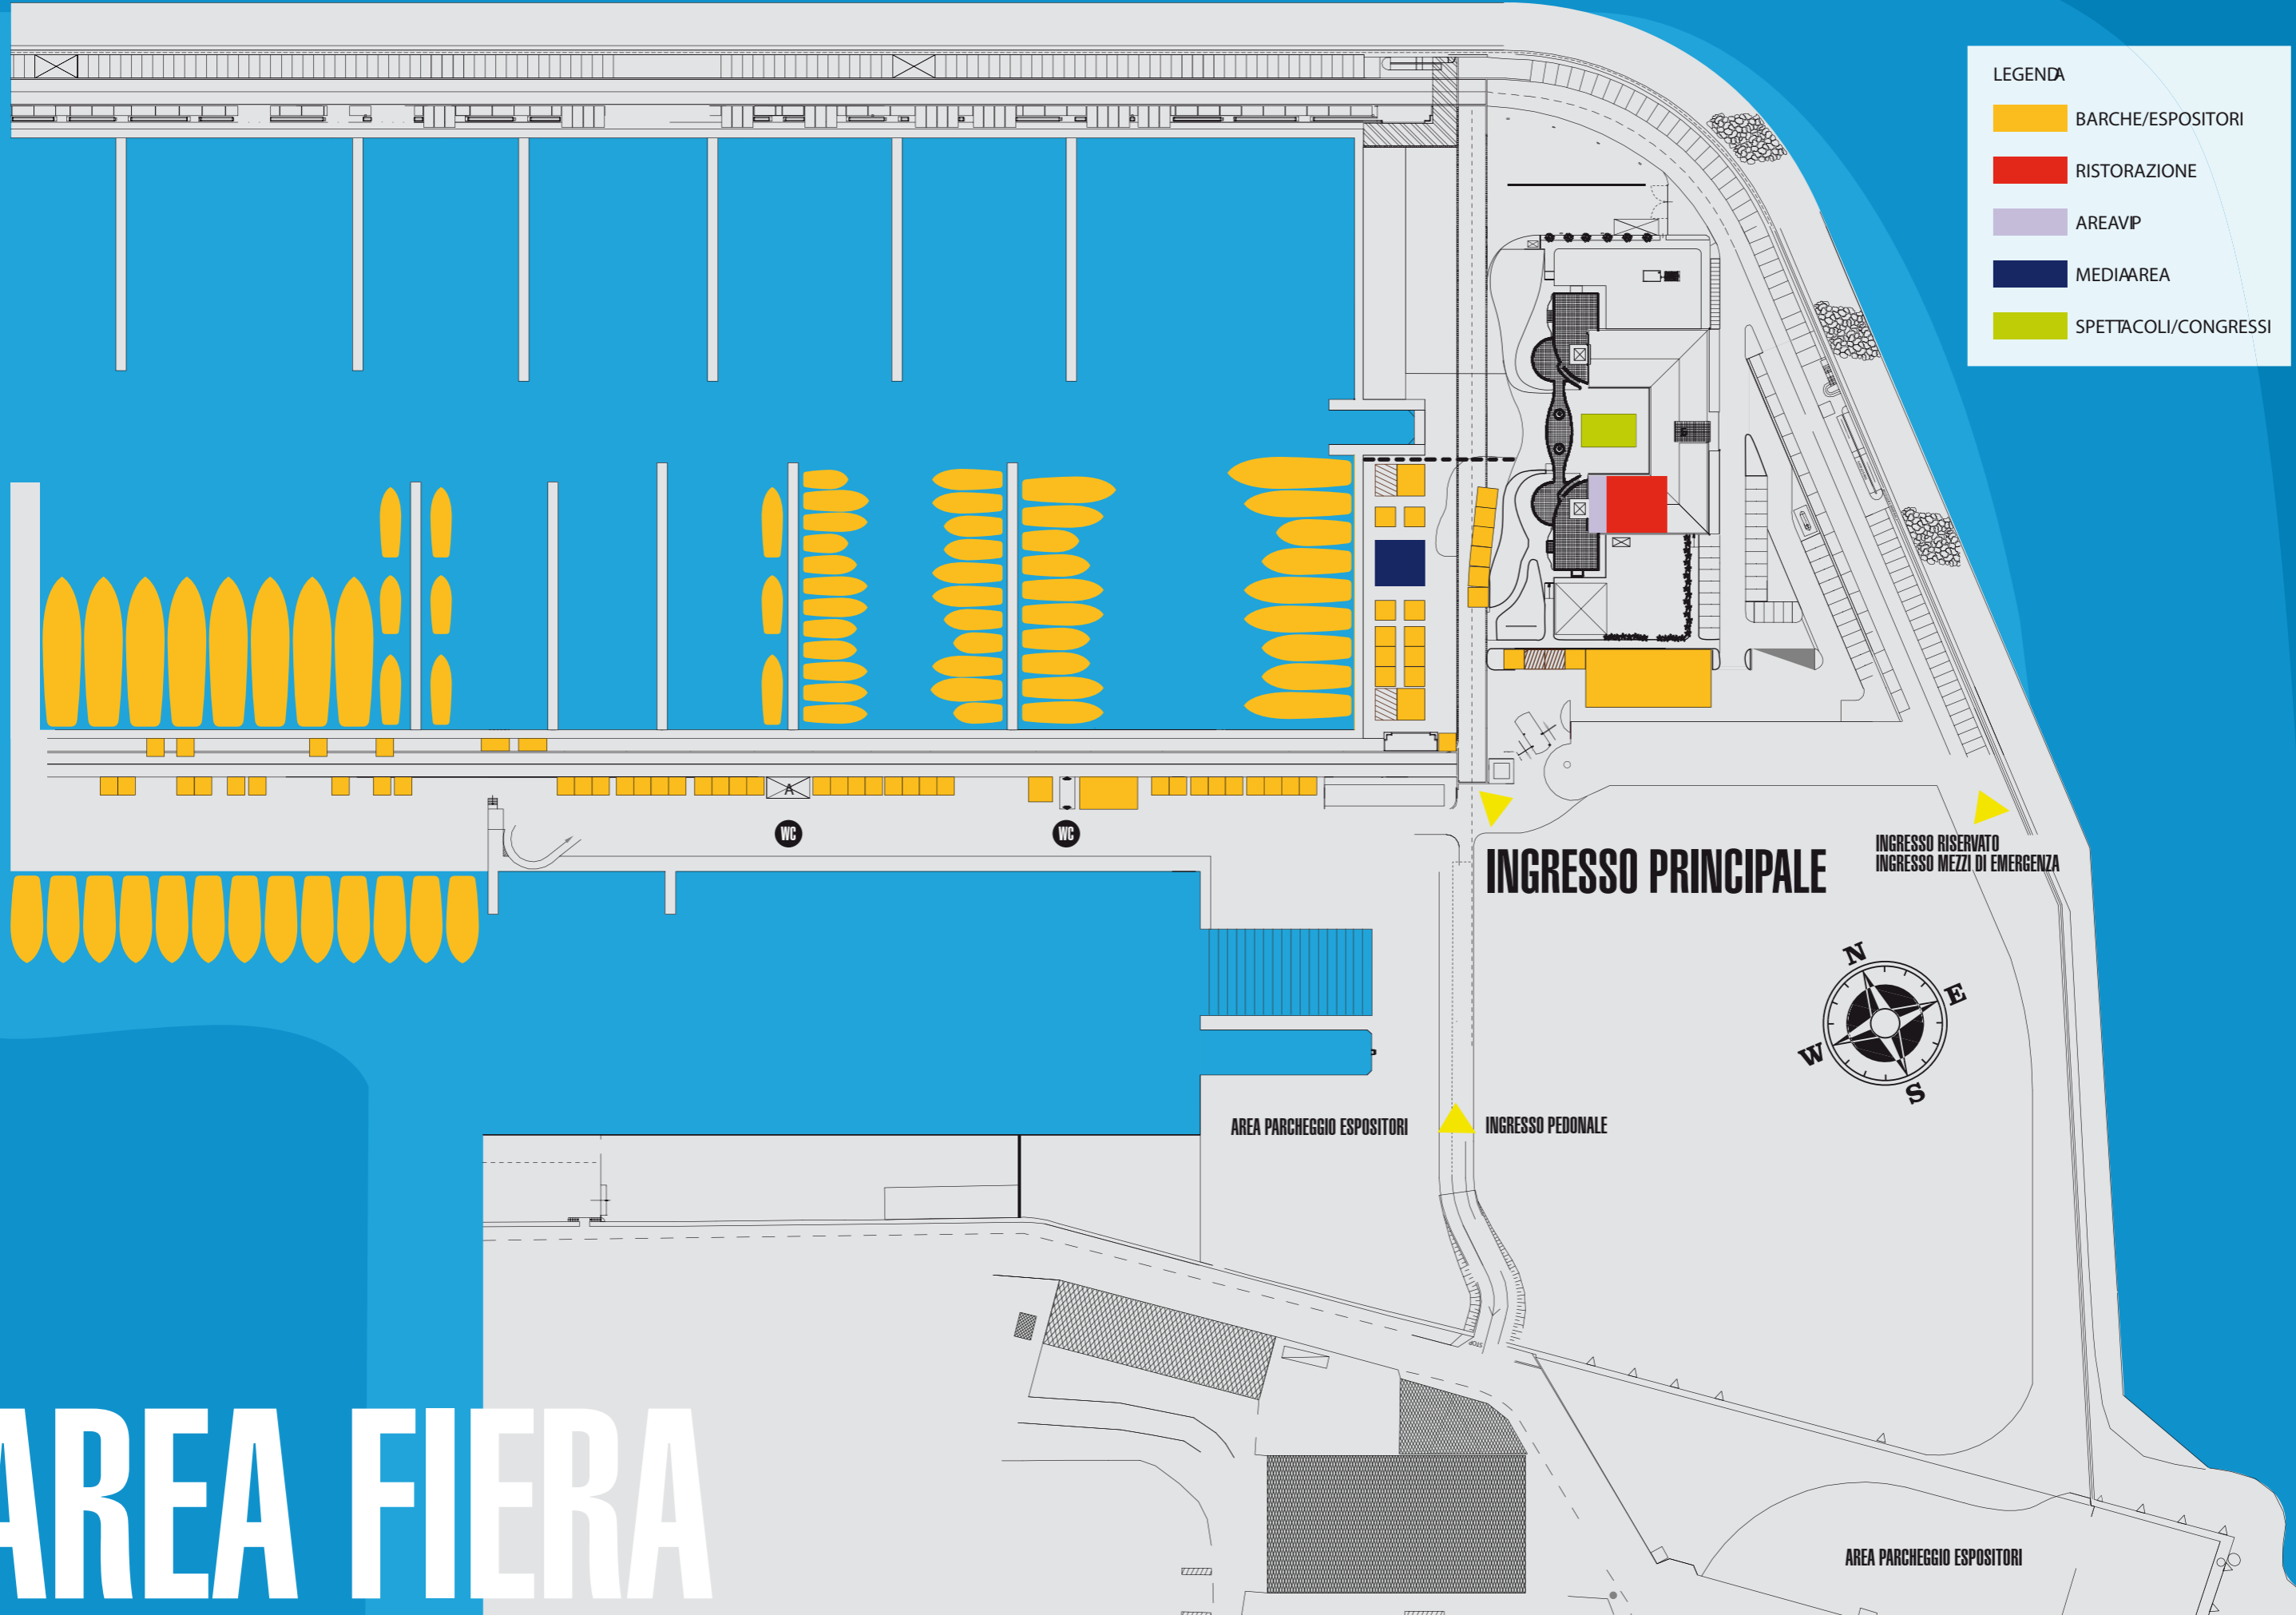 LEGENDA
BARCHE/ESPOSITORI
RISTORAZIONE
AREAVIP
MEDIAAREA
SPETTACOLI/CONGRESSI
A
WC
WC
INGRESSO PRINCIPALE
INGRESSO RISERVATO
INGRESSO MEZZI DI EMERGENZA
N
E
W
S
AREA PARCHEGGIO ESPOSITORI
INGRESSO PEDONALE
STOP
AREA FIERA
AREA PARCHEGGIO ESPOSITORI